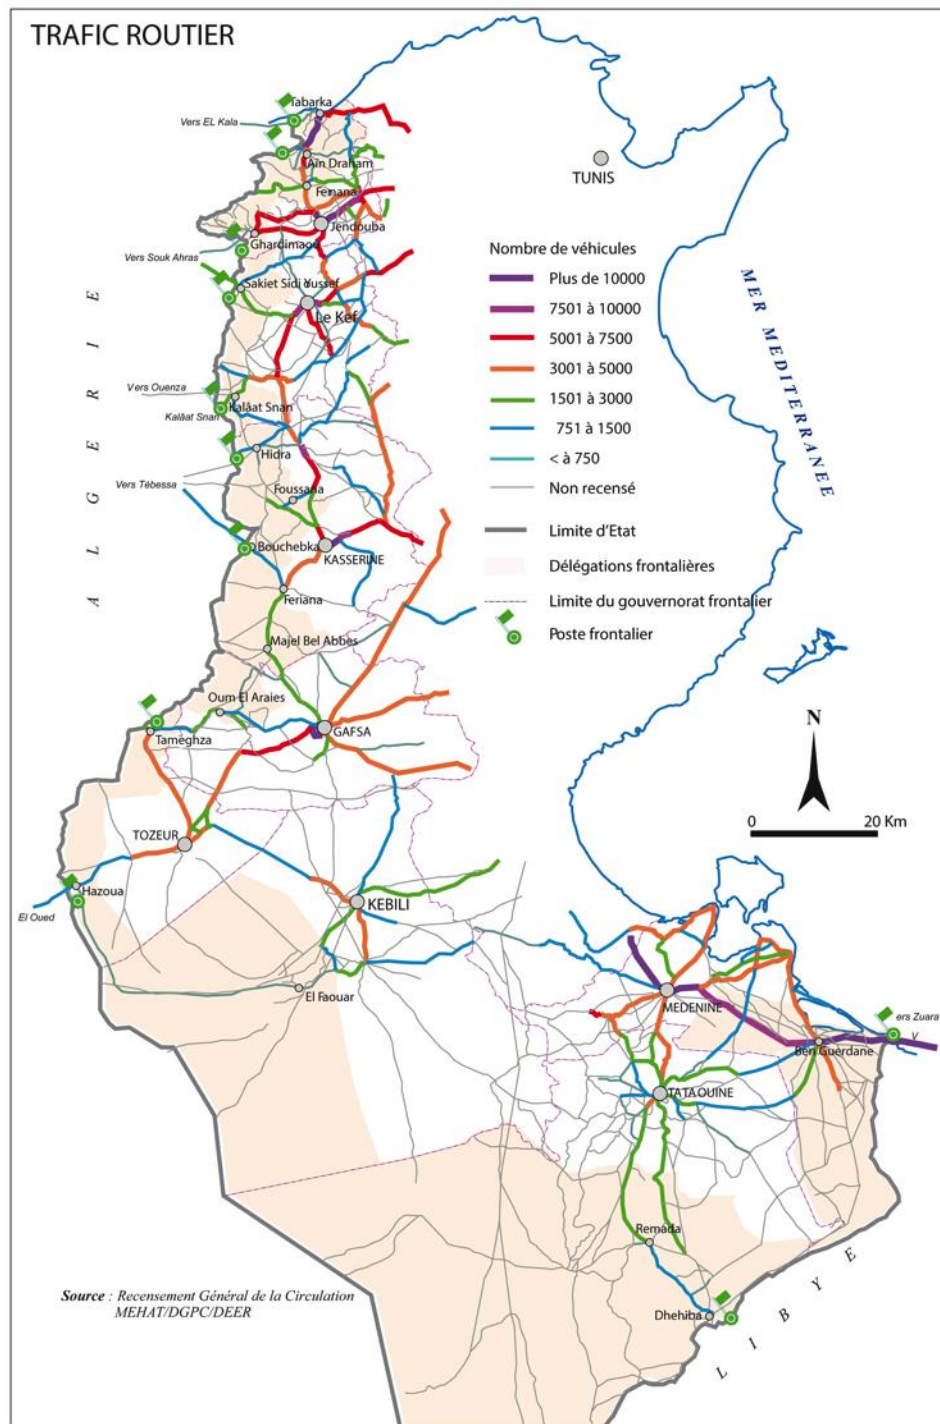 TRAFIC ROUTIER
Tabarka
Vers EL Kala
Aïn Draham
TUNIS
Fernana
Jendouba
Ghardimaou
Vers Souk Ahras
Sakiet Sidi Yussef
Le Kef
Nombre de véhicules
Plus de 10000
7501 à 10000
5001 à 7500
3001 à 5000
1501 à 3000
751 à 1500
< à 750
Non recensé
Limite d'Etat
Délégations frontalières
Limite du gouvernorat frontalier
Poste frontalier
MER MEDITERRANEE
ALGERIE
Vers Ouenza
Kalâat Snan
Kalâat Snan
Hidra
Vers Tébessa
Foussana
Bouchebka
KASSERINE
Feriana
Majel Bel Abbès
Oum El Araies
GAFSA
Tameghza
N
0 20 Km
TOZEUR
Hazoua
El Oued
KEBILI
El Faouar
MEDENINE
ers Zuara
V
Ben Guerdane
TATAOUINE
Remada
Dhehiba
LIBYE
Source : Recensement Général de la Circulation
MEHAT/DGPC/DEER